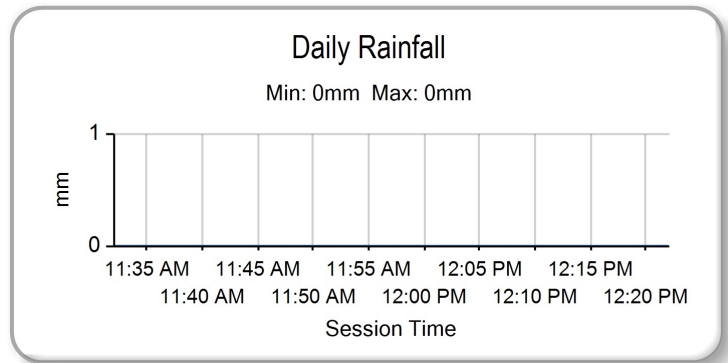 Daily Rainfall
Min: 0mm  Max: 0mm
1
mm
0
11:35 AM 11:45 AM 11:55 AM 12:05 PM 12:15 PM
11:40 AM 11:50 AM 12:00 PM 12:10 PM 12:20 PM
Session Time